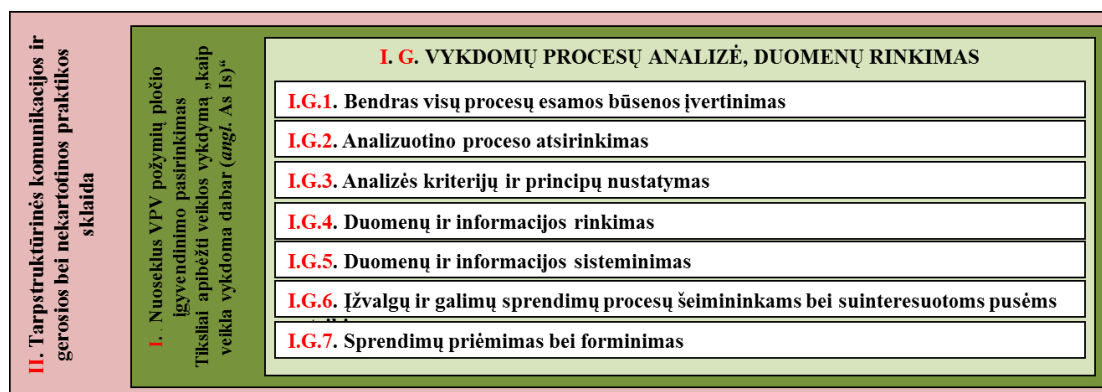 II. Tarpstruktūrinės komunikacijos ir
gerosios bei nekartotinos praktikos
sklaida
I. . Nuoseklus VPV požymių pločio
įgyvendinimo pasirinkimas
Tiksliai apibėžti veiklos vykdymą „kaip
veikla vykdoma dabar (angl. As Is)“
I. G. VYKDOMŲ PROCESŲ ANALIZĖ, DUOMENŲ RINKIMAS
I.G.1. Bendras visų procesų esamos būsenos įvertinimas
I.G.2. Analizuotino proceso atsirinkimas
I.G.3. Analizės kriterijų ir principų nustatymas
I.G.4. Duomenų ir informacijos rinkimas
I.G.5. Duomenų ir informacijos sisteminimas
I.G.6. Įžvalgų ir galimų sprendimų procesų šeimininkams bei suinteresuotoms pusėms
I.G.7. Sprendimų priėmimas bei forminimas